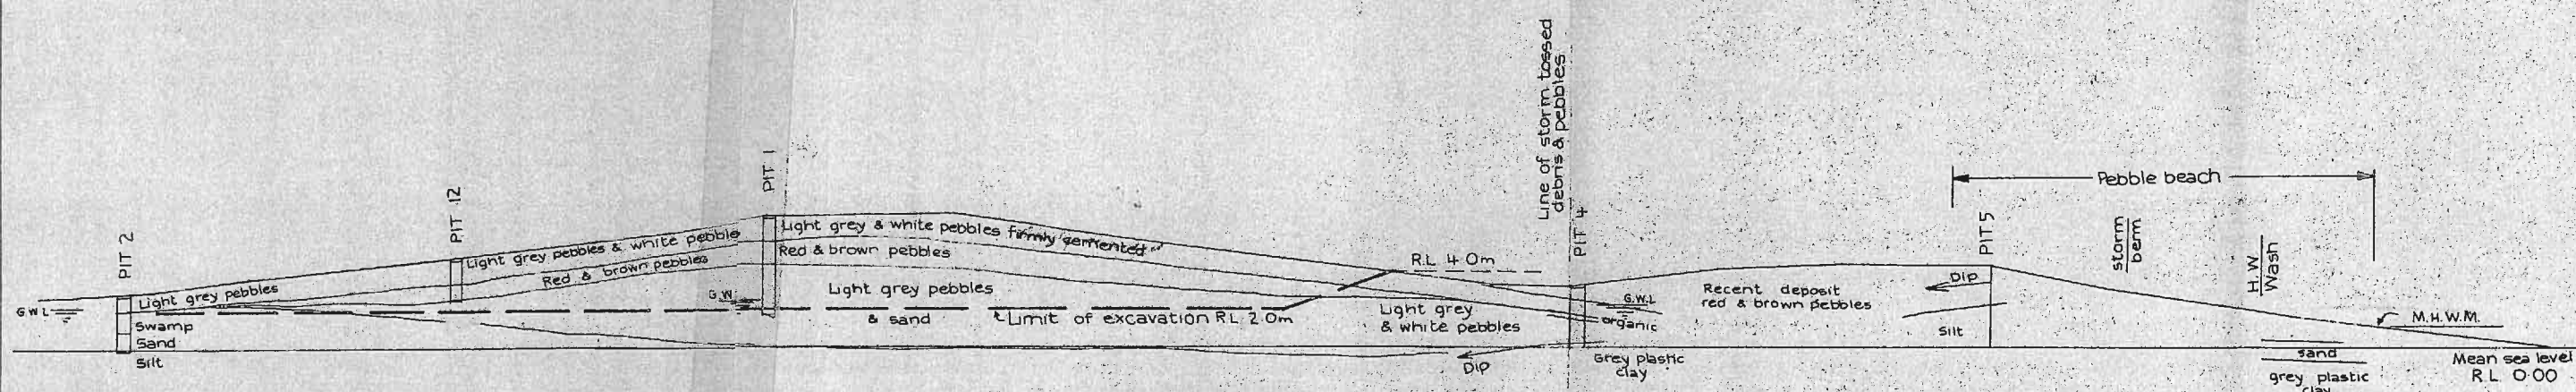 PIT 2
PIT 12
PIT 1
Line of storm tossed
debris & pebbles
PIT 4
PIT 5
Pebble beach
storm
berm
H.W.
Wash
Light grey pebbles
Light grey pebbles & white pebble
Red & brown pebbles
Light grey & white pebbles firmly cemented
Red & brown pebbles
Light grey pebbles
& sand
G.W.
G W L
Swamp
Sand
Silt
Limit of excavation RL 2.0m
R.L 4.0m
Light grey
& white pebbles
G.W.L
organic
Grey plastic
clay
Dip
Recent deposit
red & brown pebbles
Dip
Silt
M.H.W.M.
sand
grey plastic
clay
Mean sea level
R L 0.00